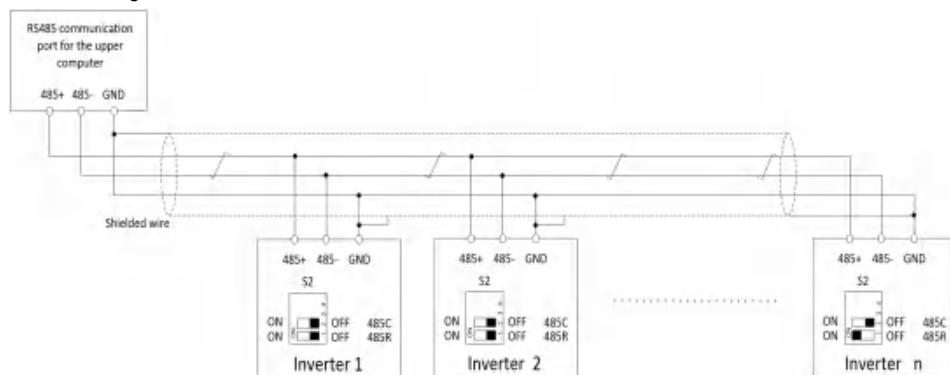 RS485 communication
port for the upper
computer
485+ 485- GND
Shielded wire
485+ 485- GND
S2
ON OFF 485C
ON OFF 485R
Inverter 1
485+ 485- GND
S2
ON OFF 485C
ON OFF 485R
Inverter 2
485+ 485- GND
S2
ON OFF 485C
ON OFF 485R
Inverter n